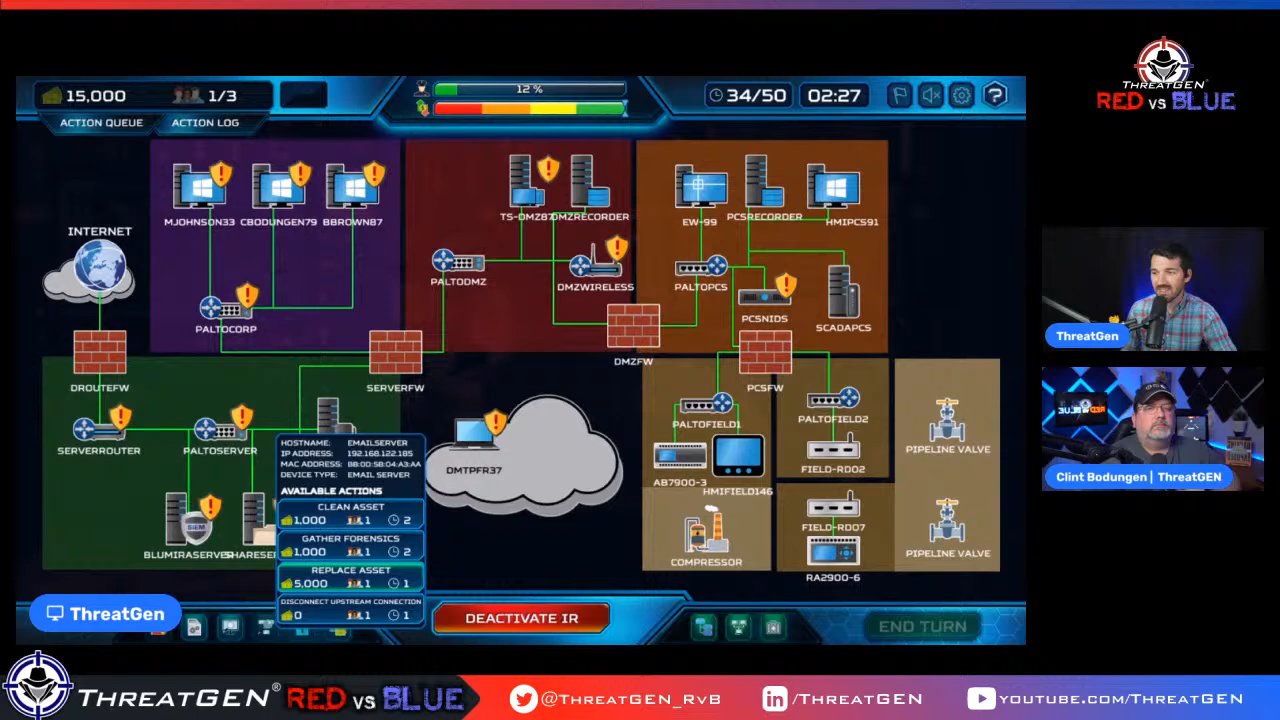 15,000
1/3
12 %
34/50
02:27
?
THREATGEN®
RED vs BLUE
ACTION QUEUE
ACTION LOG
MJOHNSON33
CBODUNGEN79
BBROWN87
TS-DMZ87
DMZRECORDER
EW-99
PCSRECORDER
HMIPCS91
INTERNET
PALTODMZ
DMZWIRELESS
PALTOPCS
PALTOCORP
PCSNIDS
SCADAPCS
DROUTEFW
SERVERFW
DMZFW
PCSFW
ThreatGen
SERVERROUTER
PALTOSERVER
PALTOFIELD1
PALTOFIELD2
PIPELINE VALVE
DMTPFR37
AB7900-3
HMIFIELD146
FIELD-RD02
Clint Bodungen | ThreatGEN
HOSTNAME: EMAILSERVER
IP ADDRESS: 192.168.122.185
MAC ADDRESS: 88:00:58:04:A3:AA
DEVICE TYPE: EMAIL SERVER
AVAILABLE ACTIONS
CLEAN ASSET
1,000 1 2
GATHER FORENSICS
1,000 1 2
REPLACE ASSET
5,000 1 1
DISCONNECT UPSTREAM CONNECTION
0 1 1
SIEM
BLUMIRASERVER
SHARESE
COMPRESSOR
FIELD-RD07
RA2900-6
PIPELINE VALVE
ThreatGen
DEACTIVATE IR
END TURN
THREATGEN® RED vs BLUE
@THREATGEN_RVB
/THREATGEN
YOUTUBE.COM/THREATGEN